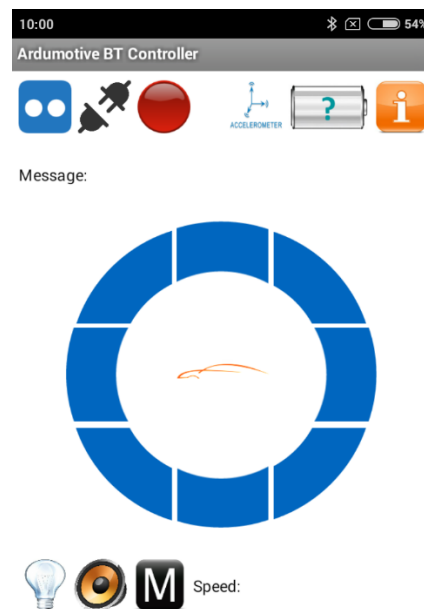 10:00 54%
Ardumotive BT Controller
ACCELEROMETER ? i
Message:
M Speed: